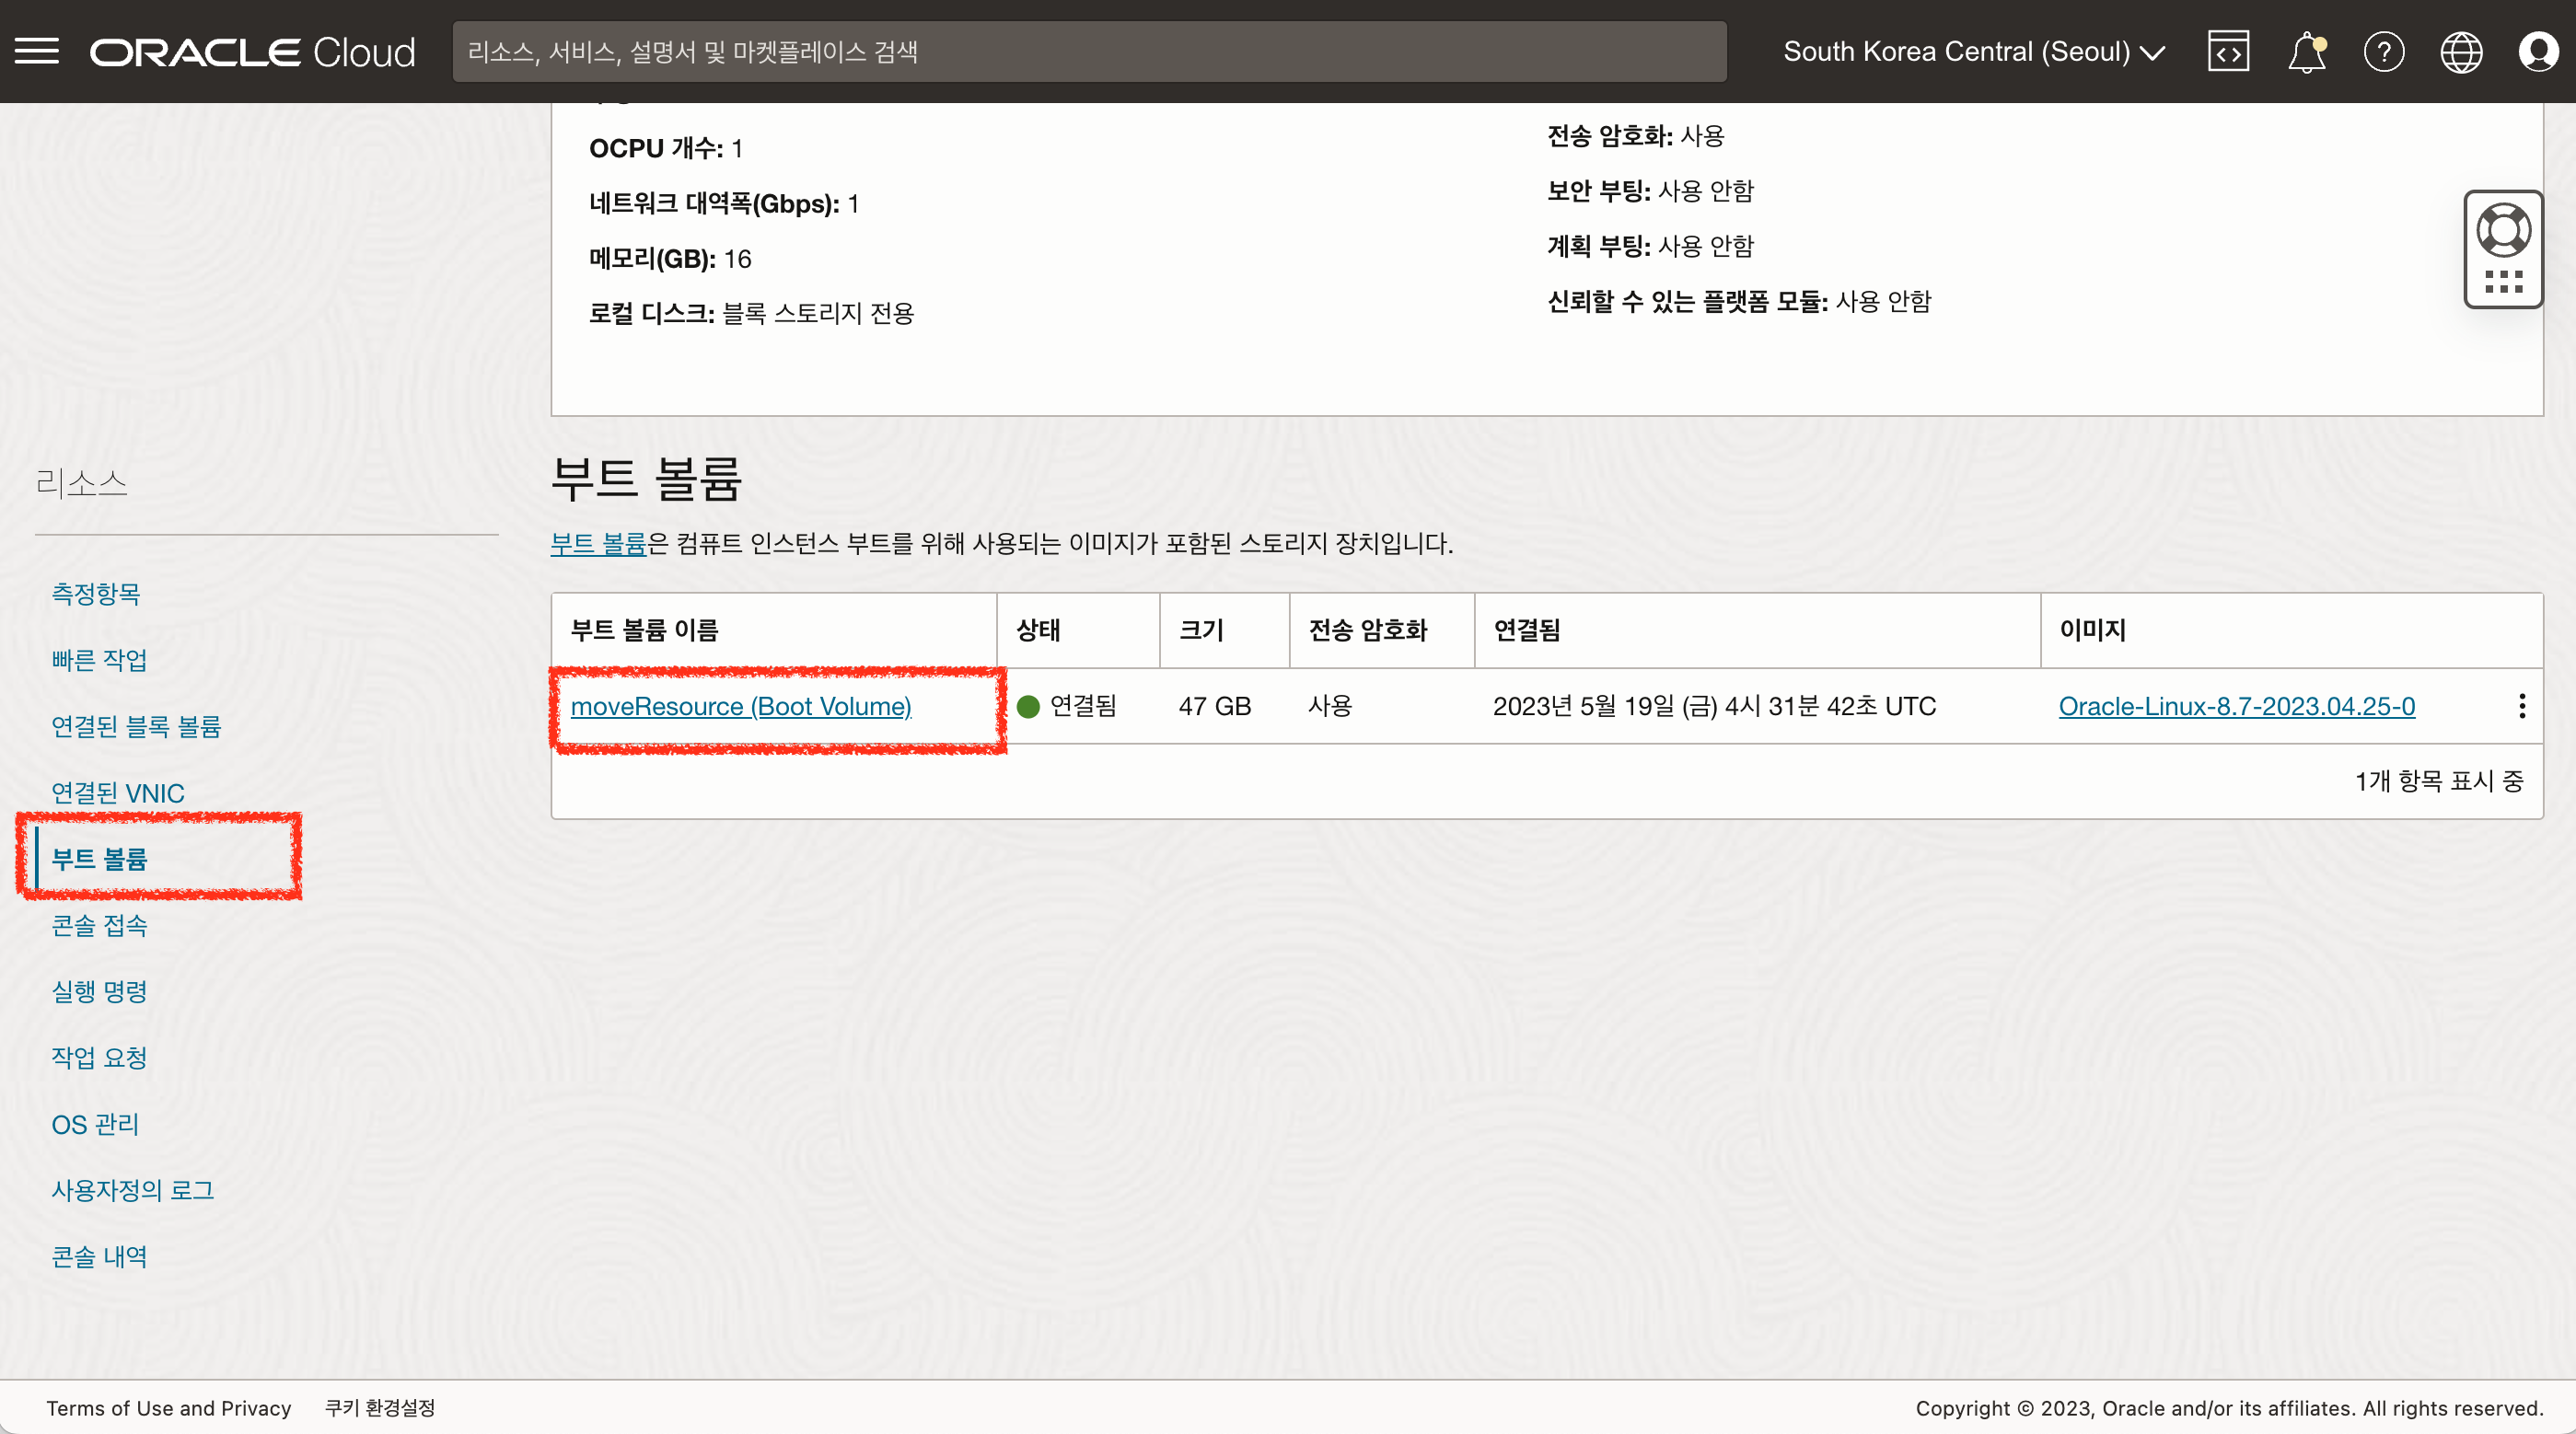 ORACLE Cloud
리소스, 서비스, 설명서 및 마켓플레이스 검색
South Korea Central (Seoul)
OCPU 개수: 1
네트워크 대역폭(Gbps): 1
메모리(GB): 16
로컬 디스크: 블록 스토리지 전용
전송 암호화: 사용
보안 부팅: 사용 안함
계획 부팅: 사용 안함
신뢰할 수 있는 플랫폼 모듈: 사용 안함
리소스
측정항목
빠른 작업
연결된 블록 볼륨
연결된 VNIC
부트 볼륨
콘솔 접속
실행 명령
작업 요청
OS 관리
사용자정의 로그
콘솔 내역
부트 볼륨
부트 볼륨은 컴퓨트 인스턴스 부트를 위해 사용되는 이미지가 포함된 스토리지 장치입니다.
부트 볼륨 이름 상태 크기 전송 암호화 연결됨 이미지
moveResource (Boot Volume) 연결됨 47 GB 사용 2023년 5월 19일 (금) 4시 31분 42초 UTC Oracle-Linux-8.7-2023.04.25-0
1개 항목 표시 중
Terms of Use and Privacy 쿠키 환경설정
Copyright © 2023, Oracle and/or its affiliates. All rights reserved.